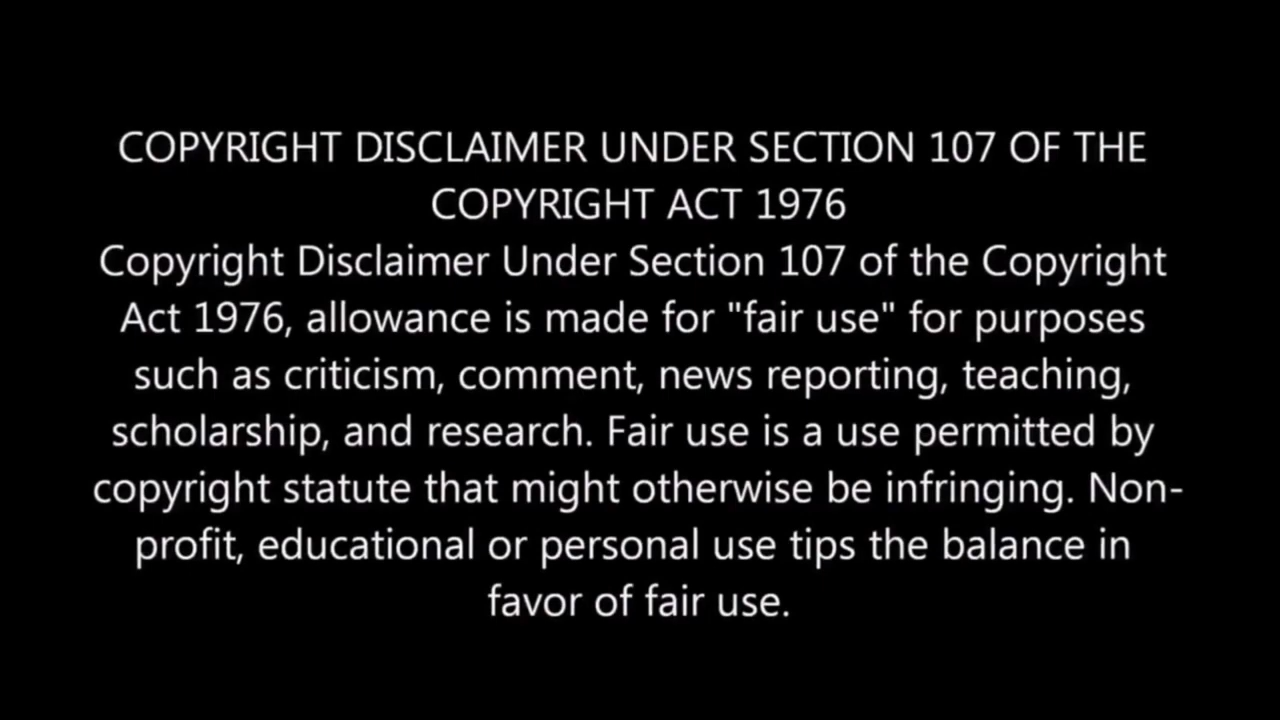 COPYRIGHT DISCLAIMER UNDER SECTION 107 OF THE
COPYRIGHT ACT 1976
Copyright Disclaimer Under Section 107 of the Copyright
Act 1976, allowance is made for "fair use" for purposes
such as criticism, comment, news reporting, teaching,
scholarship, and research. Fair use is a use permitted by
copyright statute that might otherwise be infringing. Non-
profit, educational or personal use tips the balance in
favor of fair use.